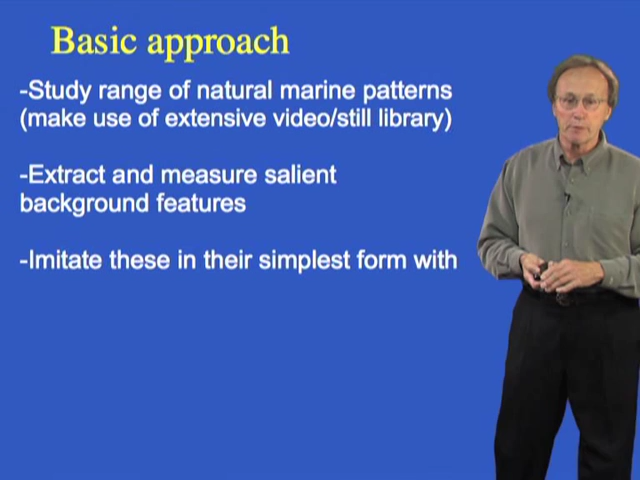 Basic approach
-Study range of natural marine patterns
(make use of extensive video/still library)
-Extract and measure salient
background features
-Imitate these in their simplest form with